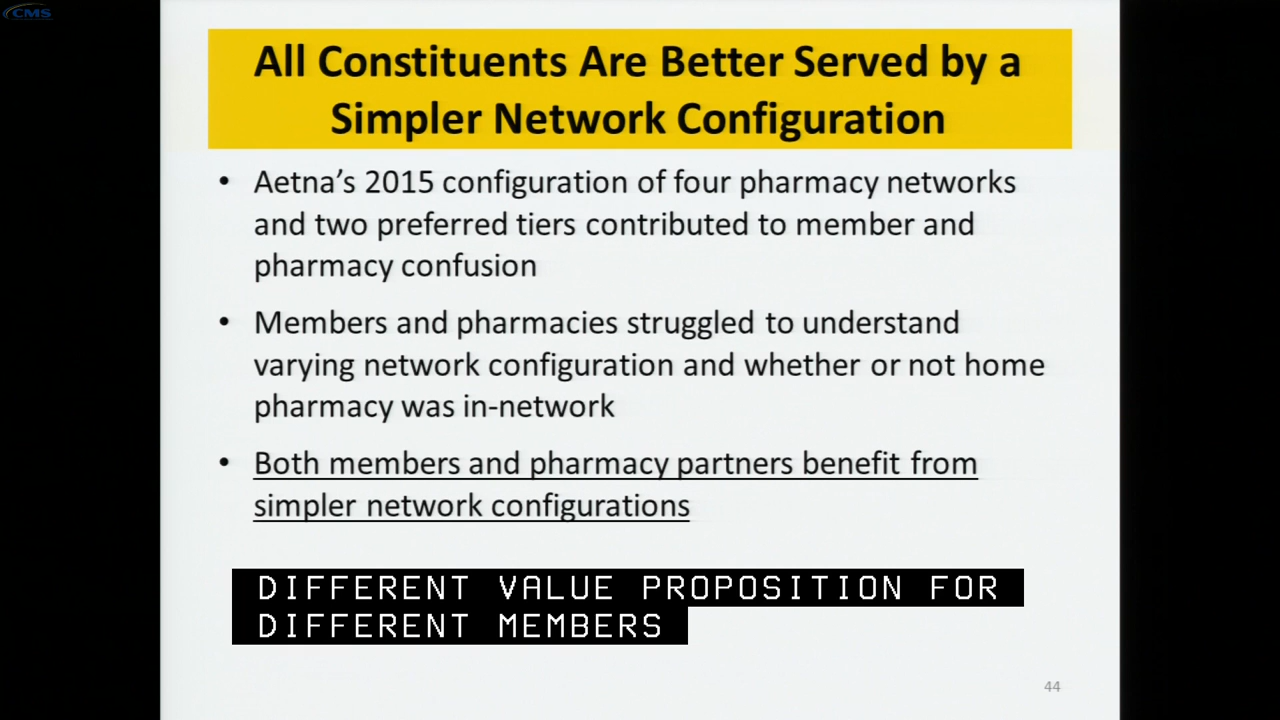 CMS
All Constituents Are Better Served by a
Simpler Network Configuration
• Aetna’s 2015 configuration of four pharmacy networks
and two preferred tiers contributed to member and
pharmacy confusion
• Members and pharmacies struggled to understand
varying network configuration and whether or not home
pharmacy was in-network
• Both members and pharmacy partners benefit from
simpler network configurations
DIFFERENT VALUE PROPOSITION FOR
DIFFERENT MEMBERS
44